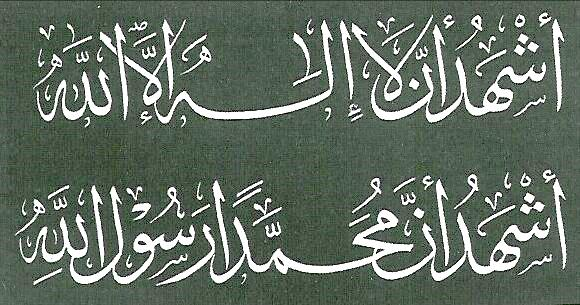 أشهد أن لا إله إلا الله
أشهد أن محمدا رسول الله